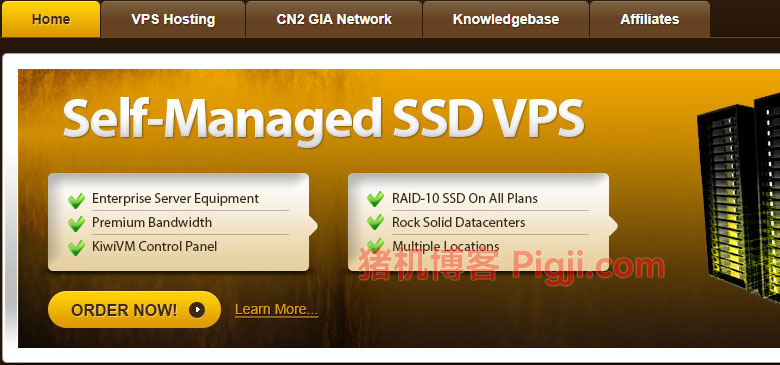 Home
VPS Hosting
CN2 GIA Network
Knowledgebase
Affiliates
Self-Managed SSD VPS
Enterprise Server Equipment
Premium Bandwidth
KiwiVM Control Panel
RAID-10 SSD On All Plans
Rock Solid Datacenters
Multiple Locations
猪机博客 Pigji.com
ORDER NOW!
Learn More...